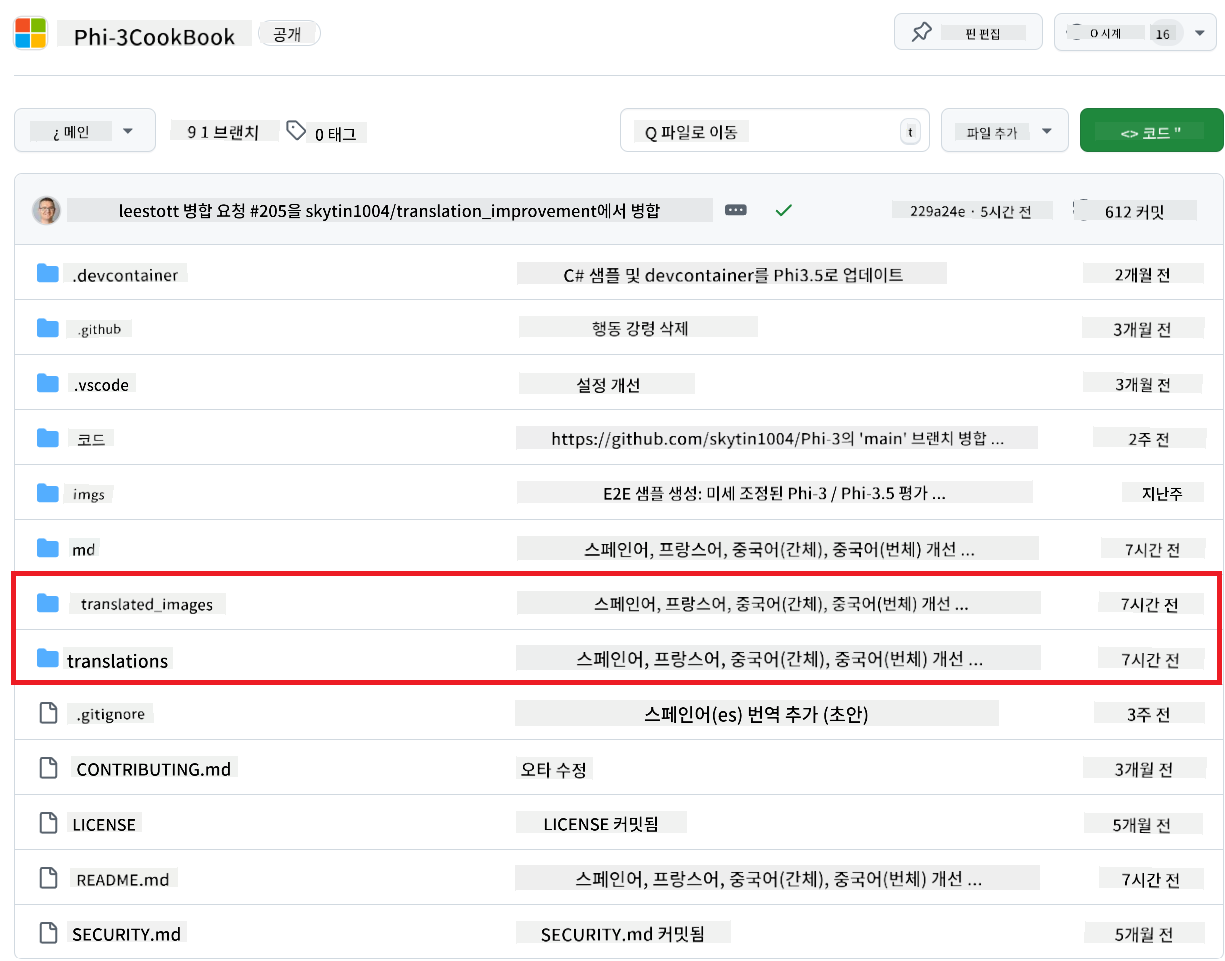 Phi-3CookBook 공개 핀 편집 O 시계 16
¿ 메인 9 1 브랜치 0 태그 Q 파일로 이동 t 파일 추가 <> 코드 "
leestott 병합 요청 #205을 skytin1004/translation_improvement에서 병합 229a24e · 5시간 전 612 커밋
.devcontainer C# 샘플 및 devcontainer를 Phi3.5로 업데이트 2개월 전
.github 행동 강령 삭제 3개월 전
.vscode 설정 개선 3개월 전
코드 https://github.com/skytin1004/Phi-3의 'main' 브랜치 병합 ... 2주 전
imgs E2E 샘플 생성: 미세 조정된 Phi-3 / Phi-3.5 평가 ... 지난주
md 스페인어, 프랑스어, 중국어(간체), 중국어(번체) 개선 ... 7시간 전
translated_images 스페인어, 프랑스어, 중국어(간체), 중국어(번체) 개선 ... 7시간 전
translations 스페인어, 프랑스어, 중국어(간체), 중국어(번체) 개선 ... 7시간 전
.gitignore 스페인어(es) 번역 추가 (초안) 3주 전
CONTRIBUTING.md 오타 수정 3개월 전
LICENSE LICENSE 커밋됨 5개월 전
README.md 스페인어, 프랑스어, 중국어(간체), 중국어(번체) 개선 ... 7시간 전
SECURITY.md SECURITY.md 커밋됨 5개월 전